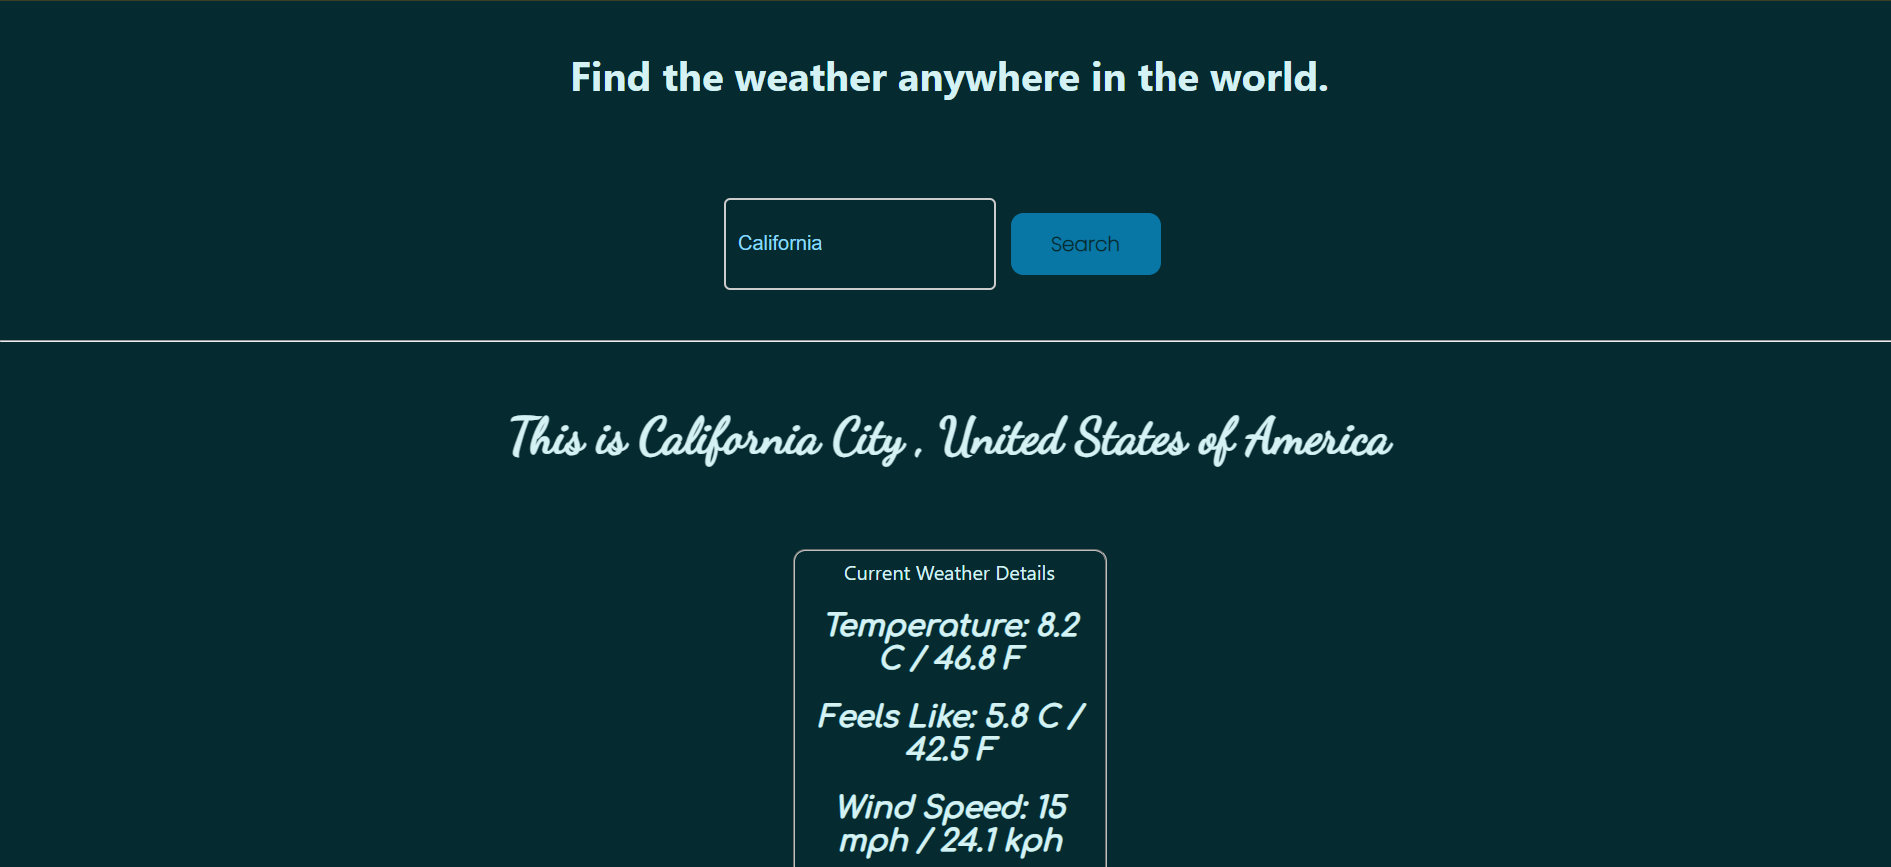 Find the weather anywhere in the world.
California
Search
This is California City , United States of America
Current Weather Details
Temperature: 8.2
C / 46.8 F
Feels Like: 5.8 C /
42.5 F
Wind Speed: 15
mph / 24.1 kph